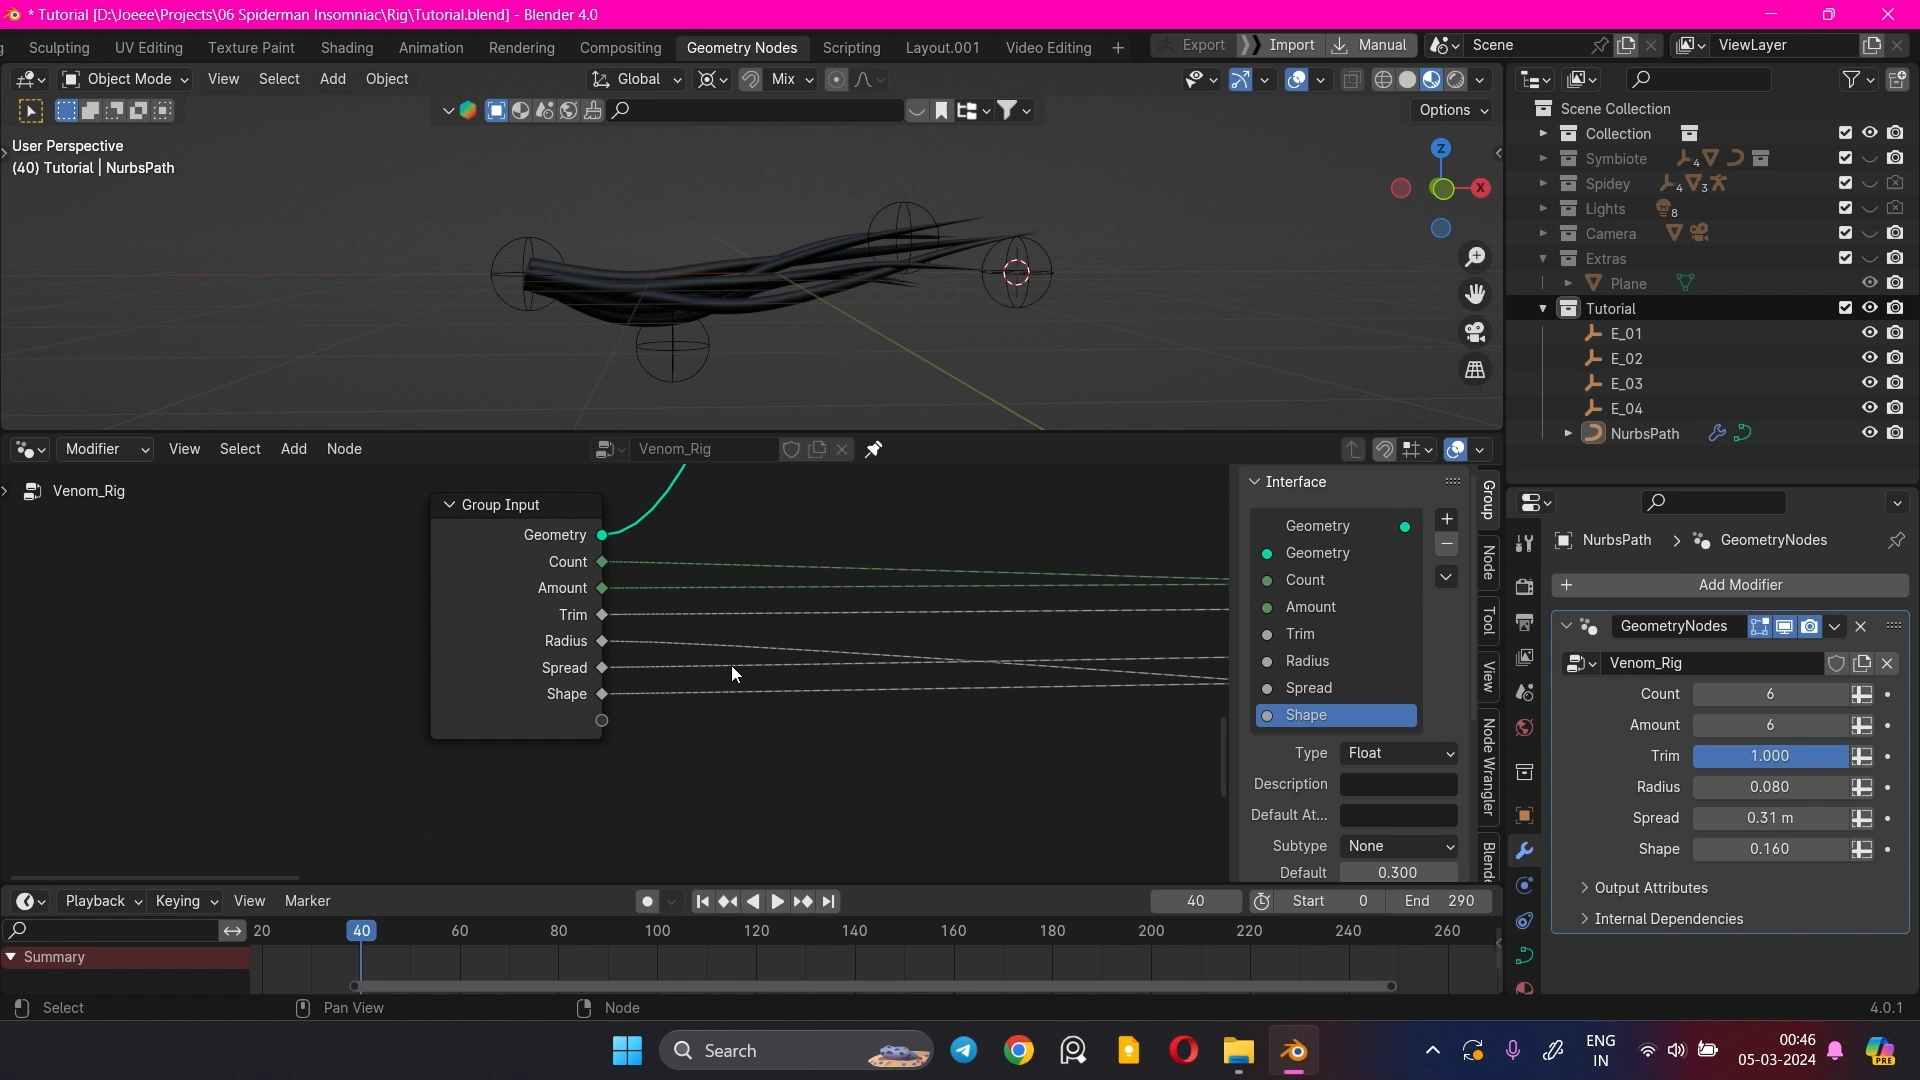 * Tutorial [D:\Joeee\Projects\06 Spiderman Insomniac\Rig\Tutorial.blend] - Blender 4.0
Sculpting UV Editing Texture Paint Shading Animation Rendering Compositing Geometry Nodes Scripting Layout.001 Video Editing + Export Import Manual Scene ViewLayer
Object Mode View Select Add Object Global Mix
Options
User Perspective
(40) Tutorial | NurbsPath
Z
X
Scene Collection
Collection
Symbiote 4
Spidey 4 3
Lights 8
Camera
Extras
Plane
Tutorial
E_01
E_02
E_03
E_04
NurbsPath
Modifier View Select Add Node Venom_Rig
Venom_Rig
Group Input
Geometry
Count
Amount
Trim
Radius
Spread
Shape
Interface
Geometry
Geometry
Count
Amount
Trim
Radius
Spread
Shape
Type Float
Description
Default At...
Subtype None
Default 0.300
Group
Node
Tool
View
Node Wrangler
Blende
NurbsPath > GeometryNodes
+ Add Modifier
GeometryNodes
Venom_Rig
Count 6
Amount 6
Trim 1.000
Radius 0.080
Spread 0.31 m
Shape 0.160
Output Attributes
Internal Dependencies
Playback Keying View Marker 40 Start 0 End 290
20 40 60 80 100 120 140 160 180 200 220 240 260
Summary
Select Pan View Node 4.0.1
Search
ENG
IN
00:46
05-03-2024
PRE